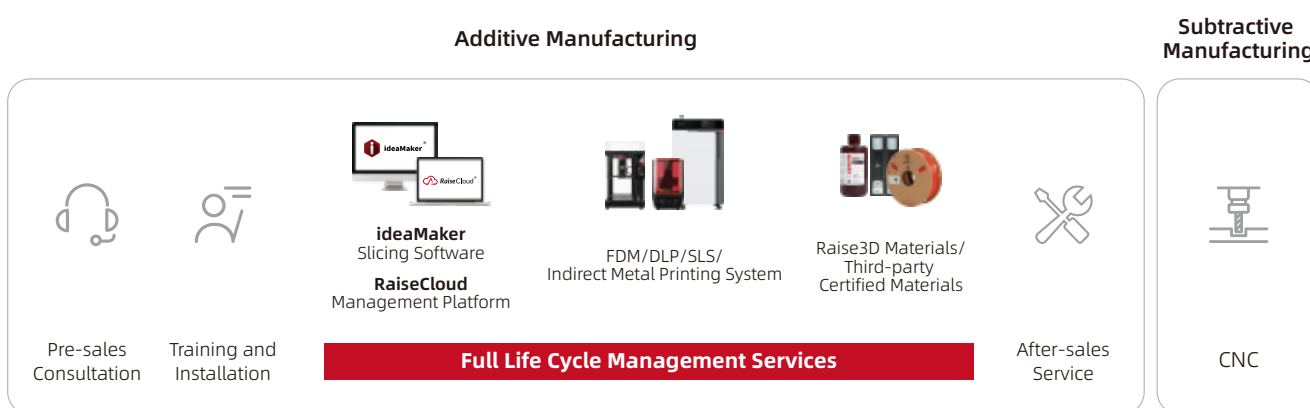 Additive Manufacturing
Subtractive
Manufacturing
ideaMaker
RaiseCloud
ideaMaker
Slicing Software
RaiseCloud
Management Platform
FDM/DLP/SLS/
Indirect Metal Printing System
Raise3D Materials/
Third-party
Certified Materials
Pre-sales
Consultation
Training and
Installation
Full Life Cycle Management Services
After-sales
Service
CNC